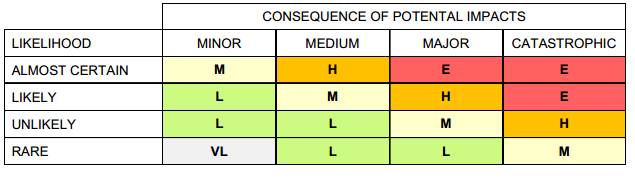 CONSEQUENCE OF POTENTAL IMPACTS
LIKELIHOOD MINOR MEDIUM MAJOR CATASTROPHIC
ALMOST CERTAIN M H E E
LIKELY L M H E
UNLIKELY L L M H
RARE VL L L M